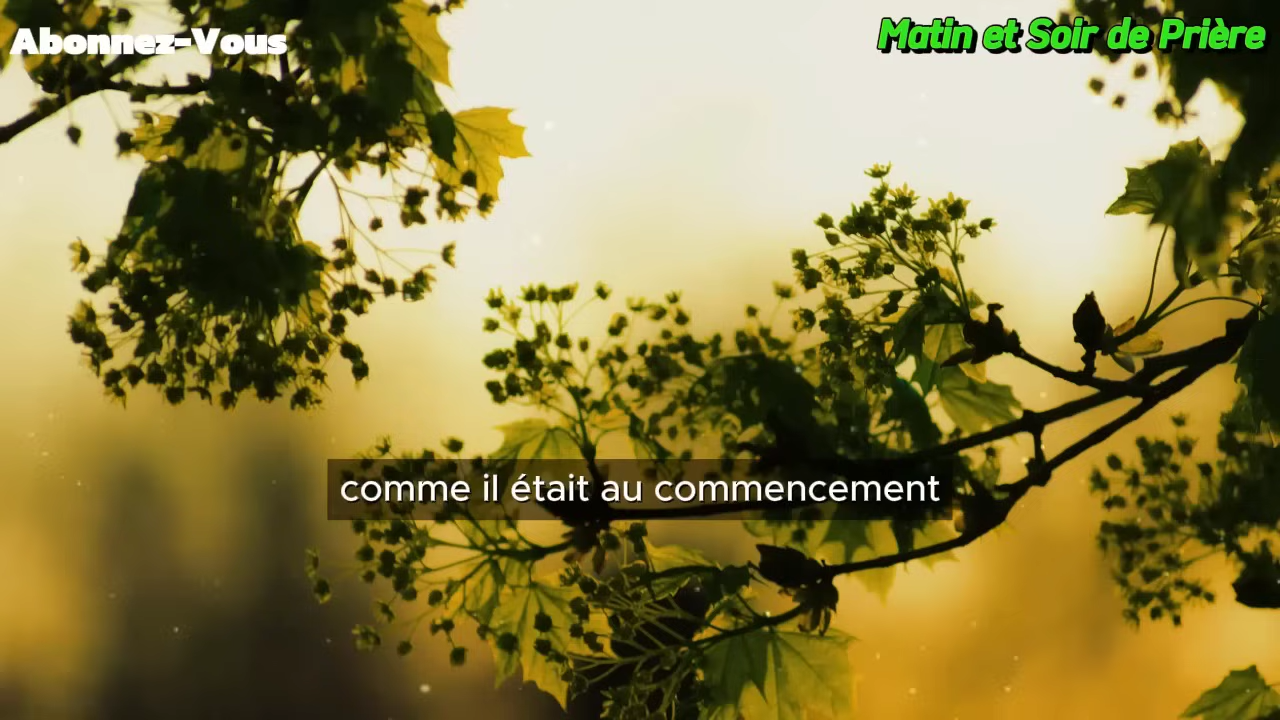 Abonnez-Vous
Matin et Soir de Prière
comme il était au commencement